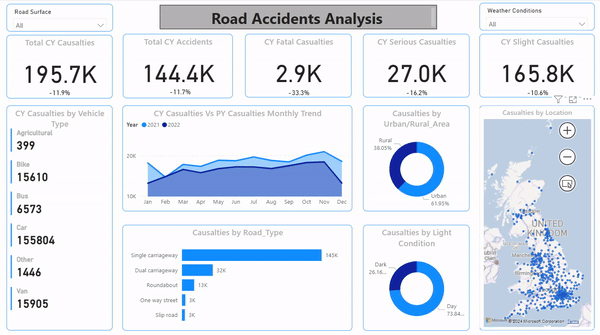 Road Surface
All
Road Accidents Analysis
Weather Conditions
All
Total CY Casualties
195.7K
-11.9%
Total CY Accidents
144.4K
-11.7%
CY Fatal Casualties
2.9K
-33.3%
CY Serious Casualties
27.0K
-16.2%
CY Slight Casualties
165.8K
-10.6%
CY Casualties by Vehicle
Type
Agricultural
399
Bike
15610
Bus
6573
Car
155804
Other
1446
Van
15905
CY Casualties Vs PY Casualties Monthly Trend
Year 2021 2022
20K
10K
Jan Feb Mar Apr May Jun Jul Aug Sep Oct Nov Dec
Casualties by Road_Type
Single carriageway 145K
Dual carriageway 32K
Roundabout 13K
One way street 3K
Slip road 2K
Casualties by
Urban/Rural_Area
Rural
38.05%
Urban
61.95%
Casualties by Light
Condition
Dark
26.16...
Day
73.84...
Casualties by Location
UNITED
KINGDOM
© 2024 Microsoft Corporation Terms